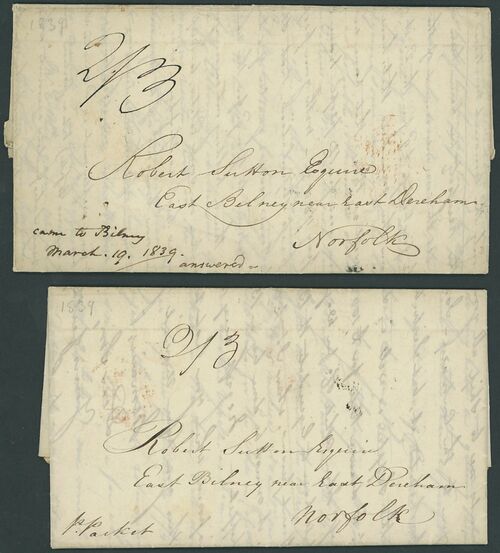 1839
2/3
Robert Sutton Esquire
East Bilney near East Dereham
Norfolk
came to Bilney
March. 19. 1839.
answered
1839
2/3
Robert Sutton Esquire
East Bilney near East Dereham
Norfolk
p. Packet